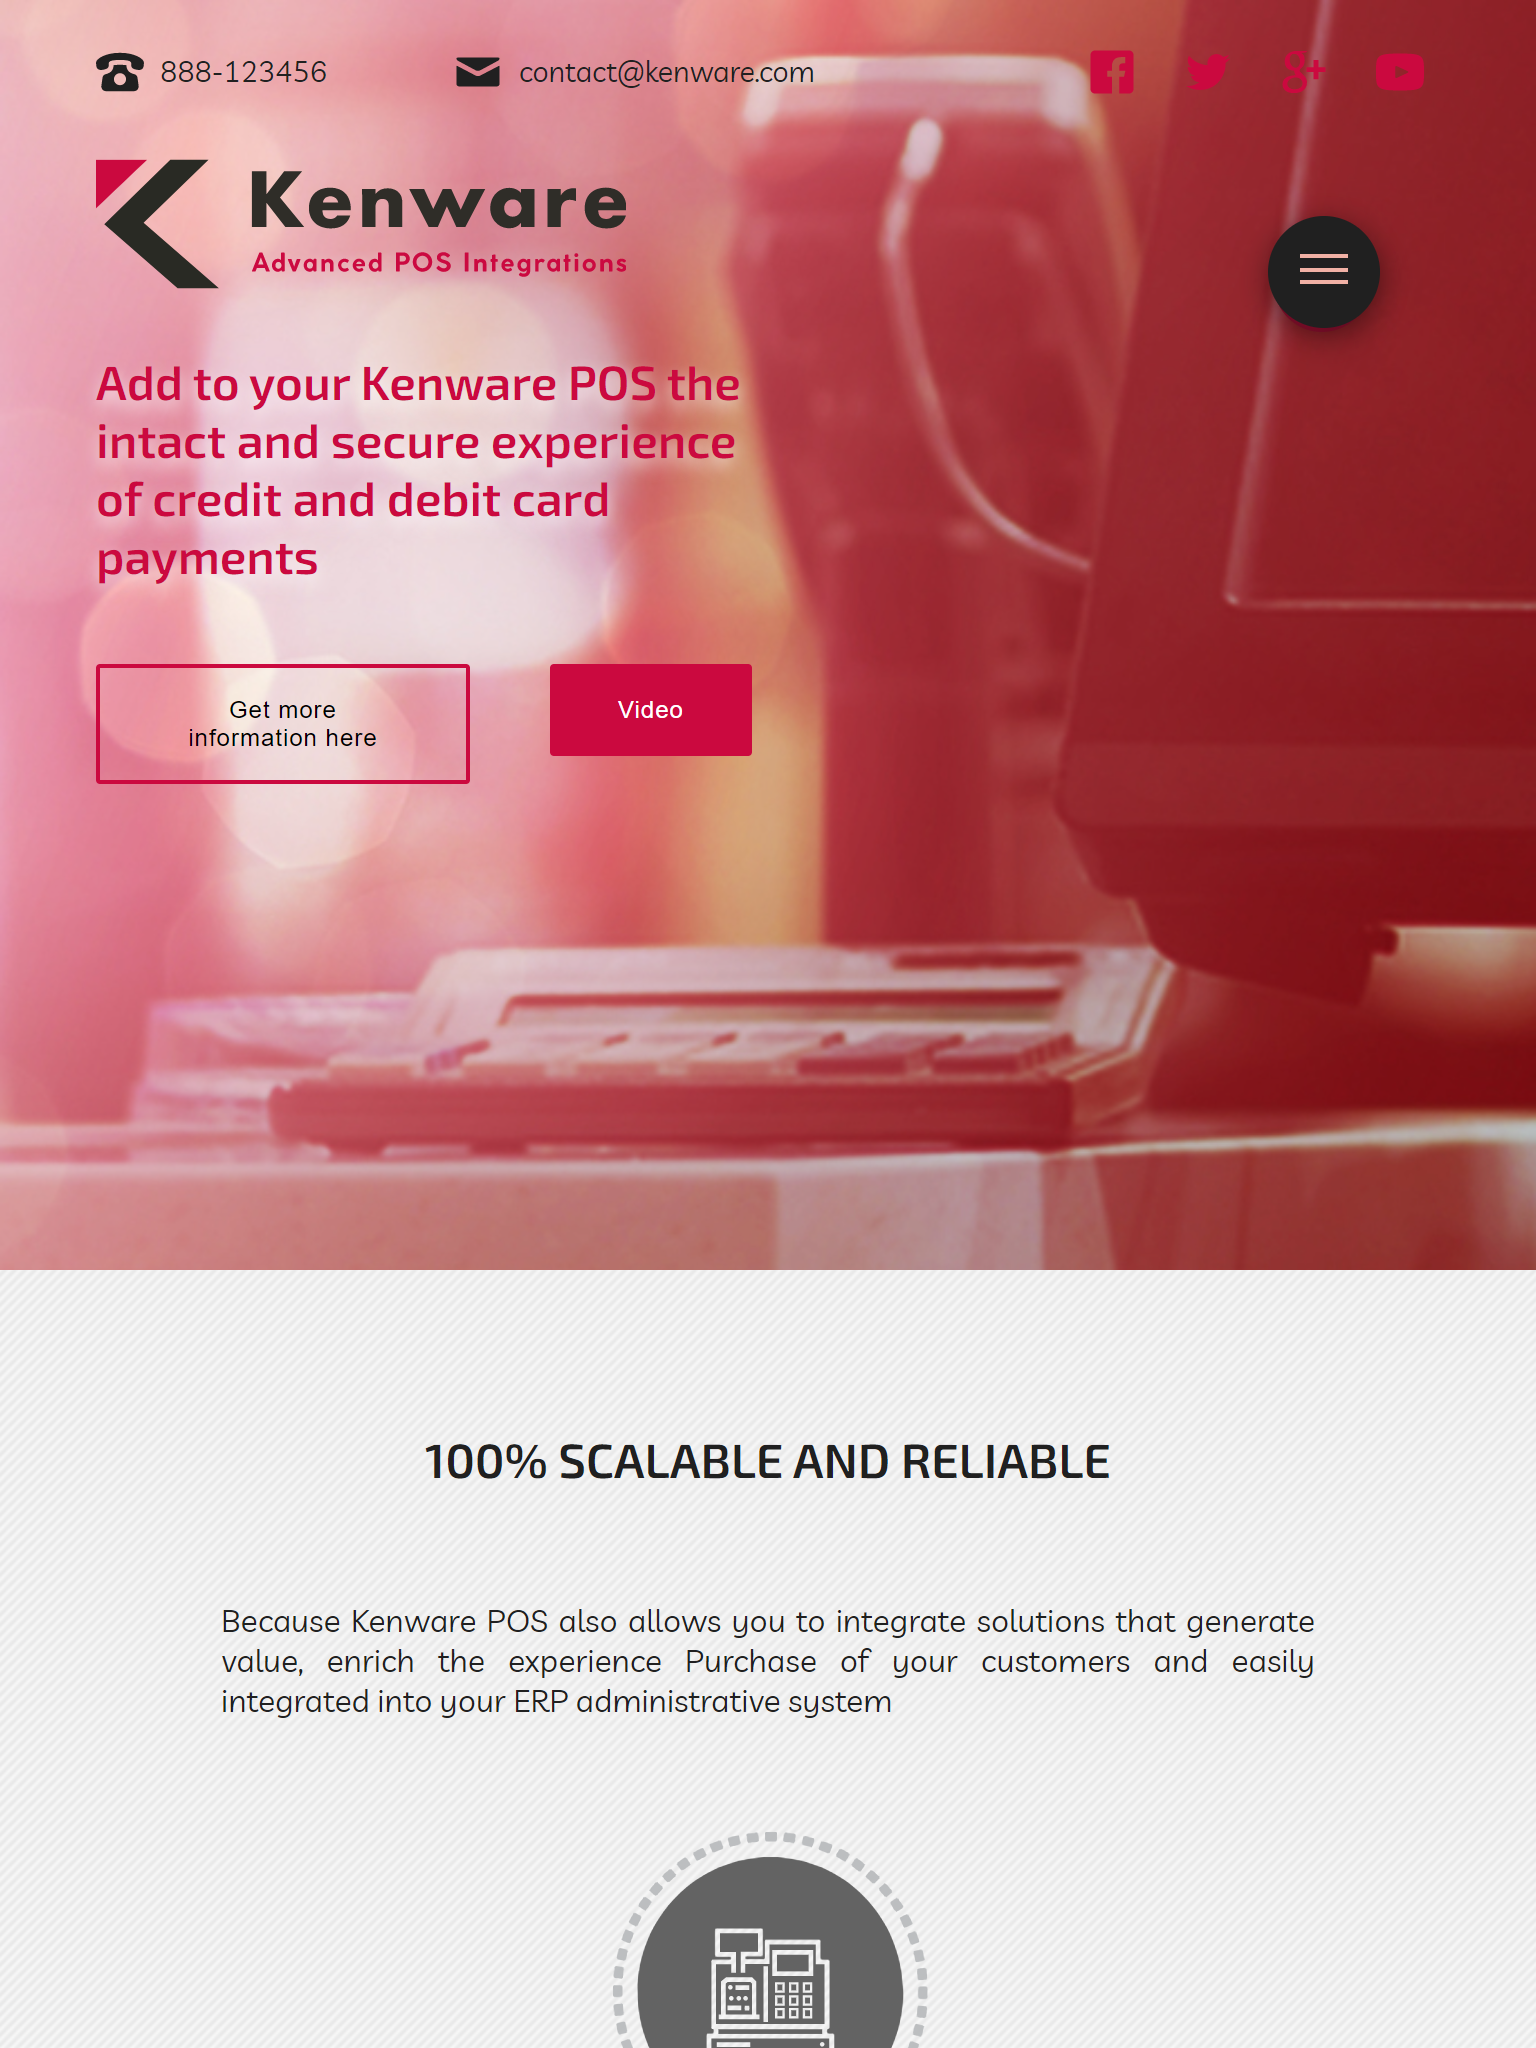 888-123456
contact@kenware.com
Kenware
Advanced POS Integrations
Add to your Kenware POS the
intact and secure experience
of credit and debit card
payments
Get more
information here
Video
100% SCALABLE AND RELIABLE
Because Kenware POS also allows you to integrate solutions that generate
value, enrich the experience Purchase of your customers and easily
integrated into your ERP administrative system